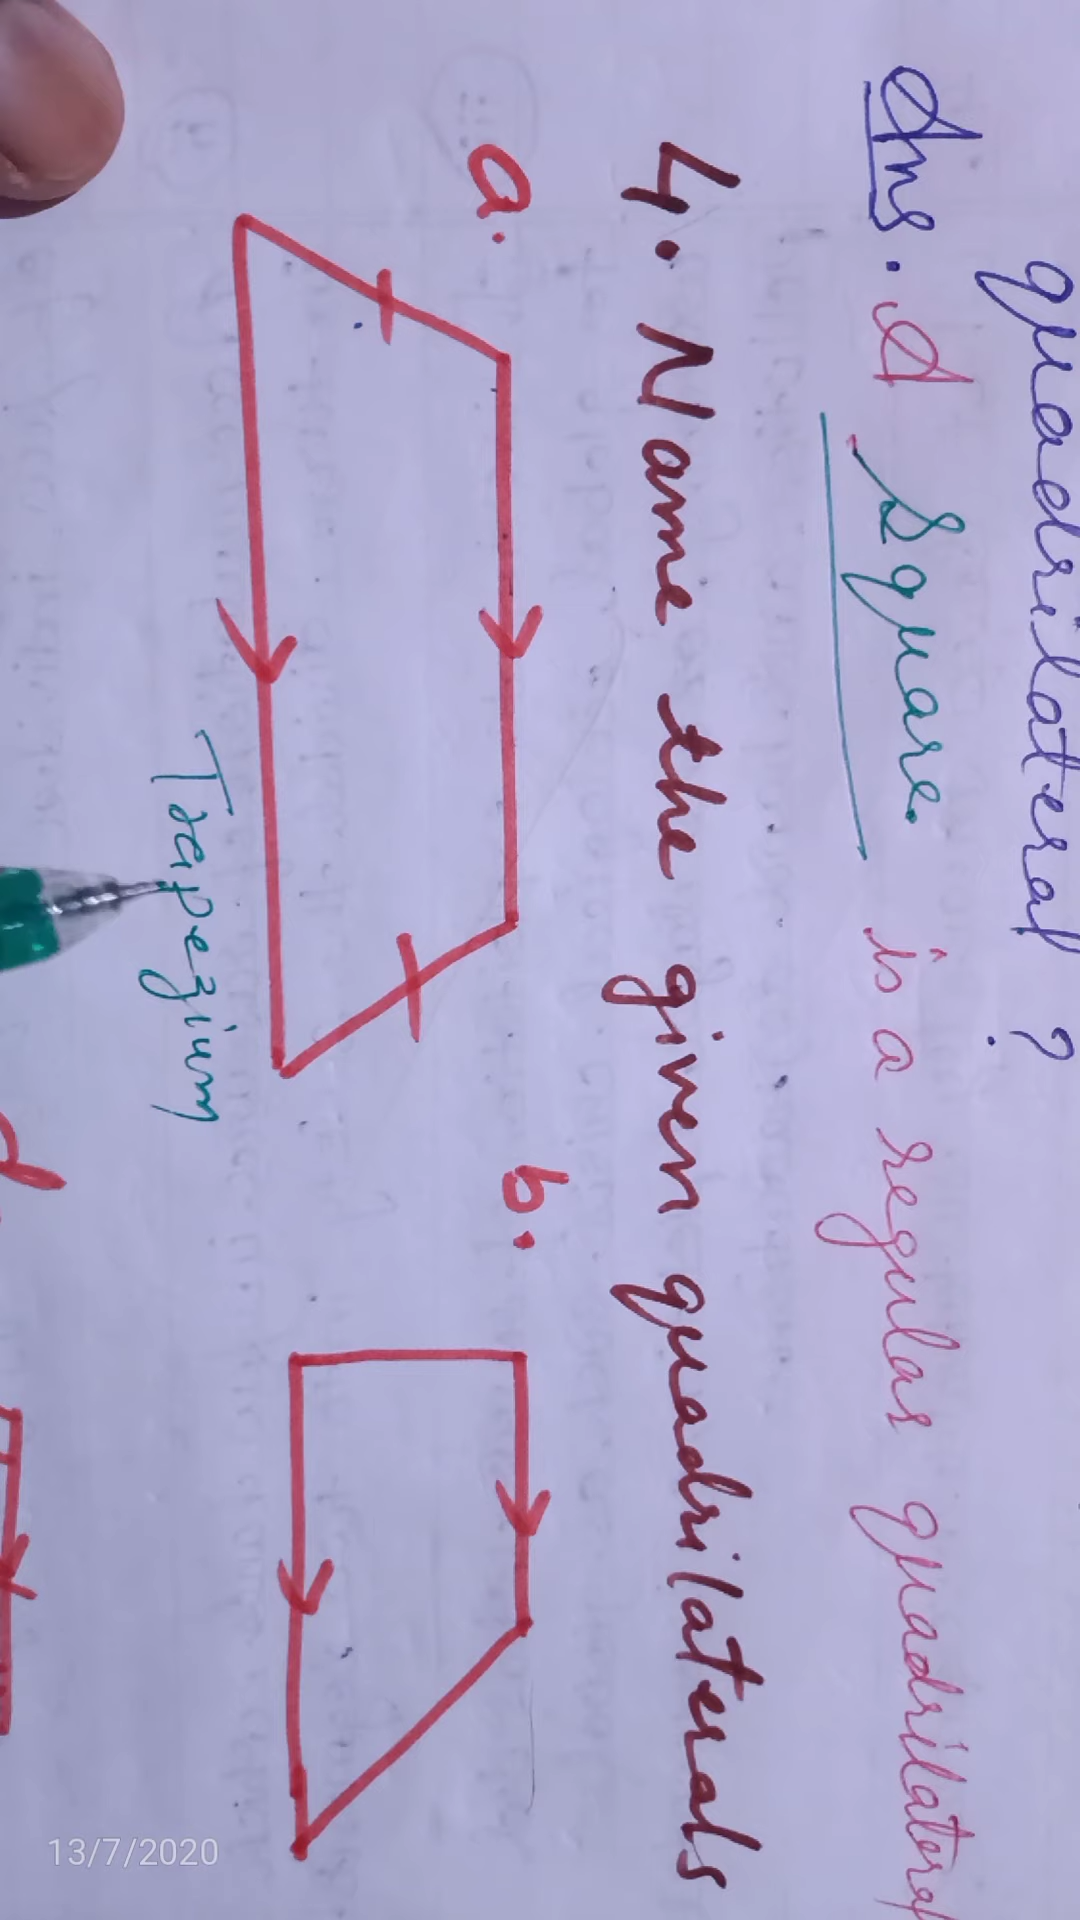 quadrilateral ?
Ans. A Square. is a regular quadrilateral
4. Name the given quadrilaterals
a.
b.
Trapezium
d.
13/7/2020